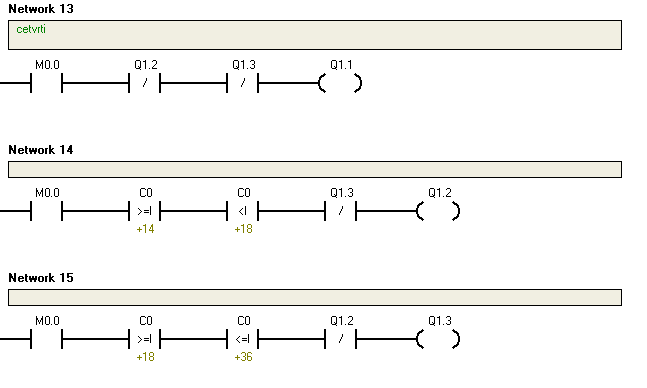 Network 13
cetvrti
M0.0 Q1.2 Q1.3 Q1.1
/ /
Network 14
M0.0 C0 C0 Q1.3 Q1.2
>=I <I /
+14 +18
Network 15
M0.0 C0 C0 Q1.2 Q1.3
>=I <=I /
+18 +36